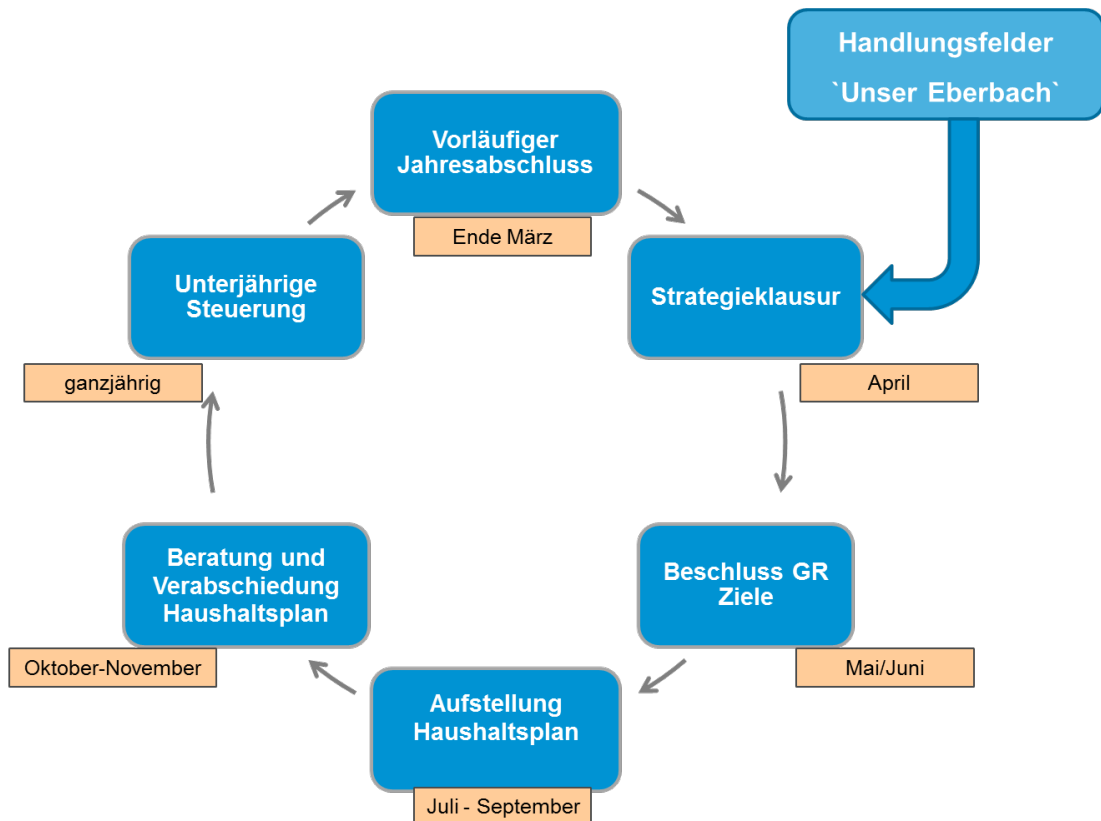 Handlungsfelder
`Unser Eberbach`
Vorläufiger
Jahresabschluss
Ende März
Strategieklausur
April
Beschluss GR
Ziele
Mai/Juni
Aufstellung
Haushaltsplan
Juli - September
Beratung und
Verabschiedung
Haushaltsplan
Oktober-November
Unterjährige
Steuerung
ganzjährig